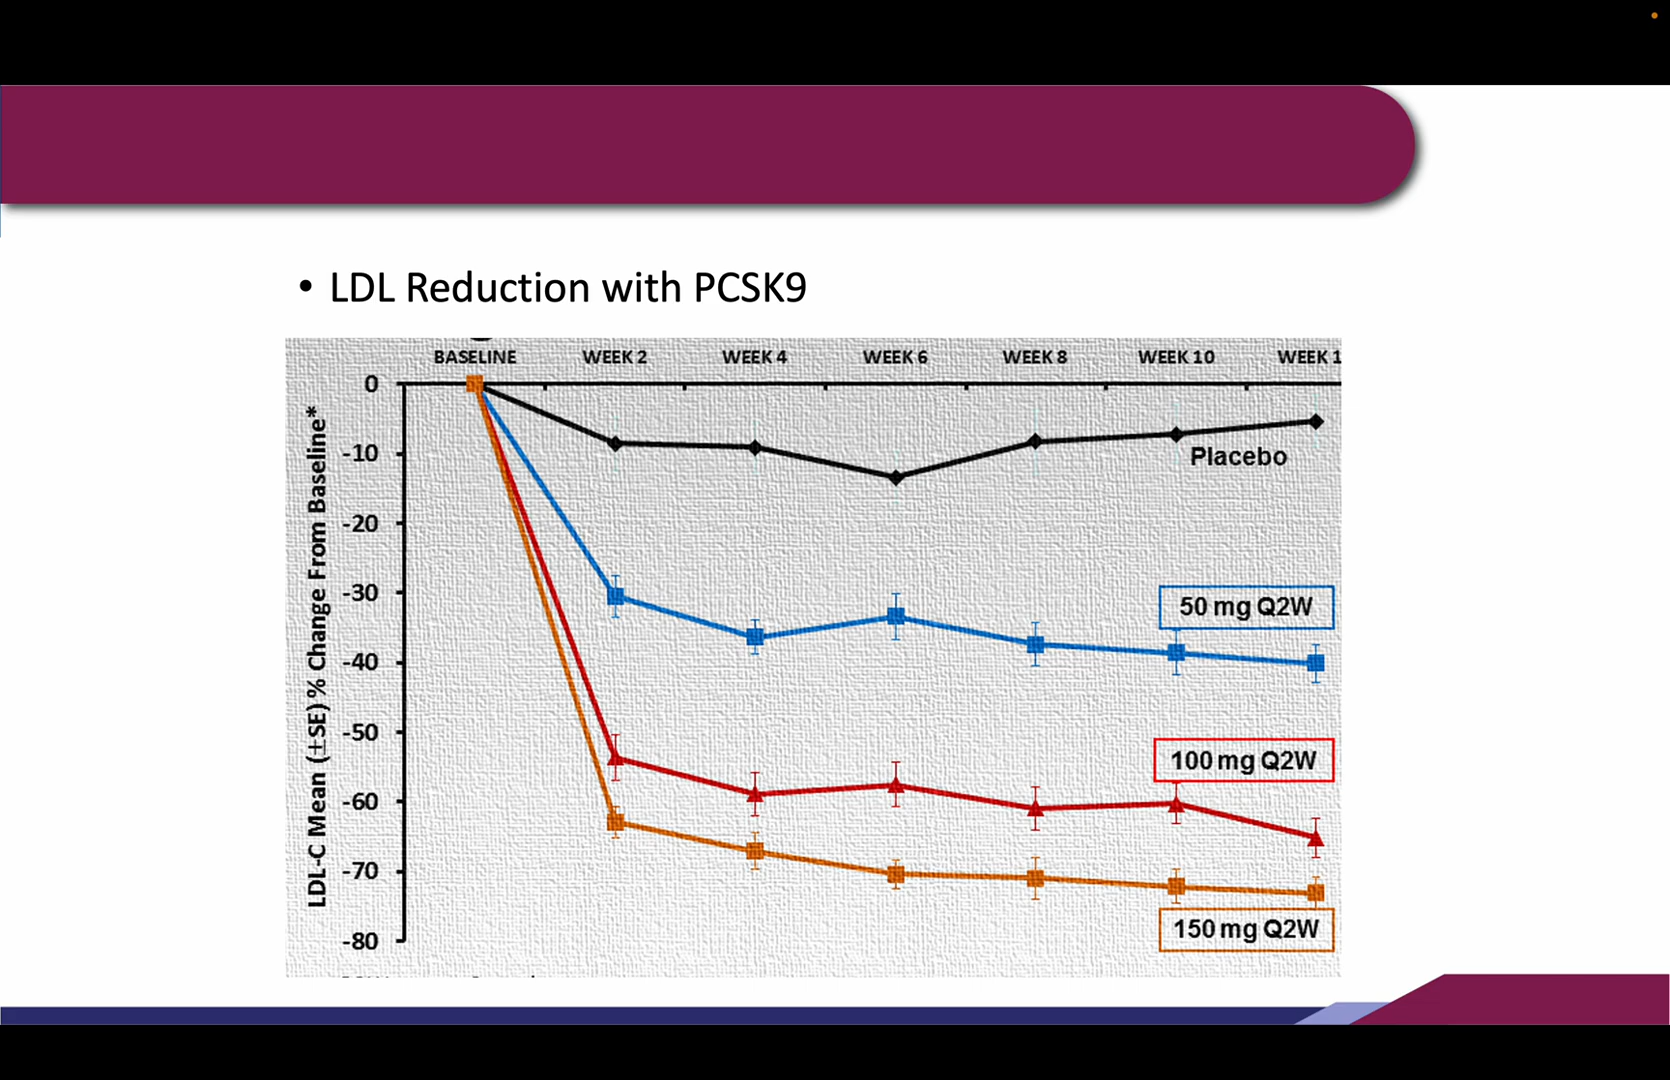 • LDL Reduction with PCSK9
BASELINE WEEK 2 WEEK 4 WEEK 6 WEEK 8 WEEK 10 WEEK 1
LDL-C Mean (±SE) % Change From Baseline*
0
-10
-20
-30
-40
-50
-60
-70
-80
Placebo
50 mg Q2W
100 mg Q2W
150 mg Q2W